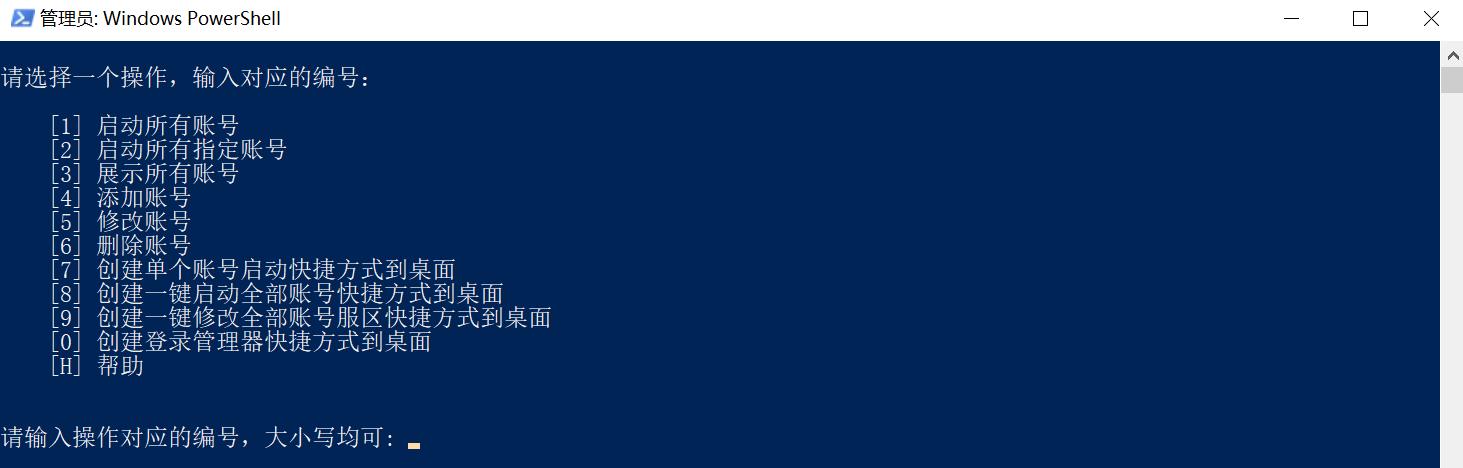 管理员: Windows PowerShell
请选择一个操作，输入对应的编号：
[1] 启动所有账号
[2] 启动所有指定账号
[3] 展示所有账号
[4] 添加账号
[5] 修改账号
[6] 删除账号
[7] 创建单个账号启动快捷方式到桌面
[8] 创建一键启动全部账号快捷方式到桌面
[9] 创建一键修改全部账号服区快捷方式到桌面
[0] 创建登录管理器快捷方式到桌面
[H] 帮助
请输入操作对应的编号，大小写均可: